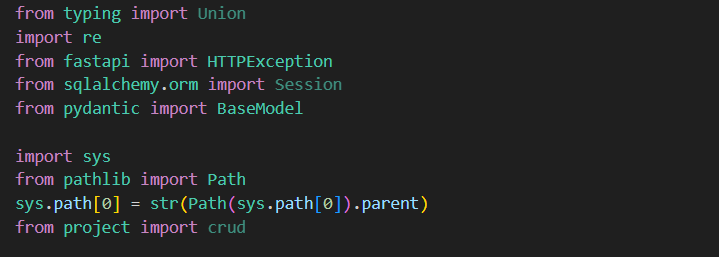 from typing import Union
import re
from fastapi import HTTPException
from sqlalchemy.orm import Session
from pydantic import BaseModel
import sys
from pathlib import Path
sys.path[0] = str(Path(sys.path[0]).parent)
from project import crud